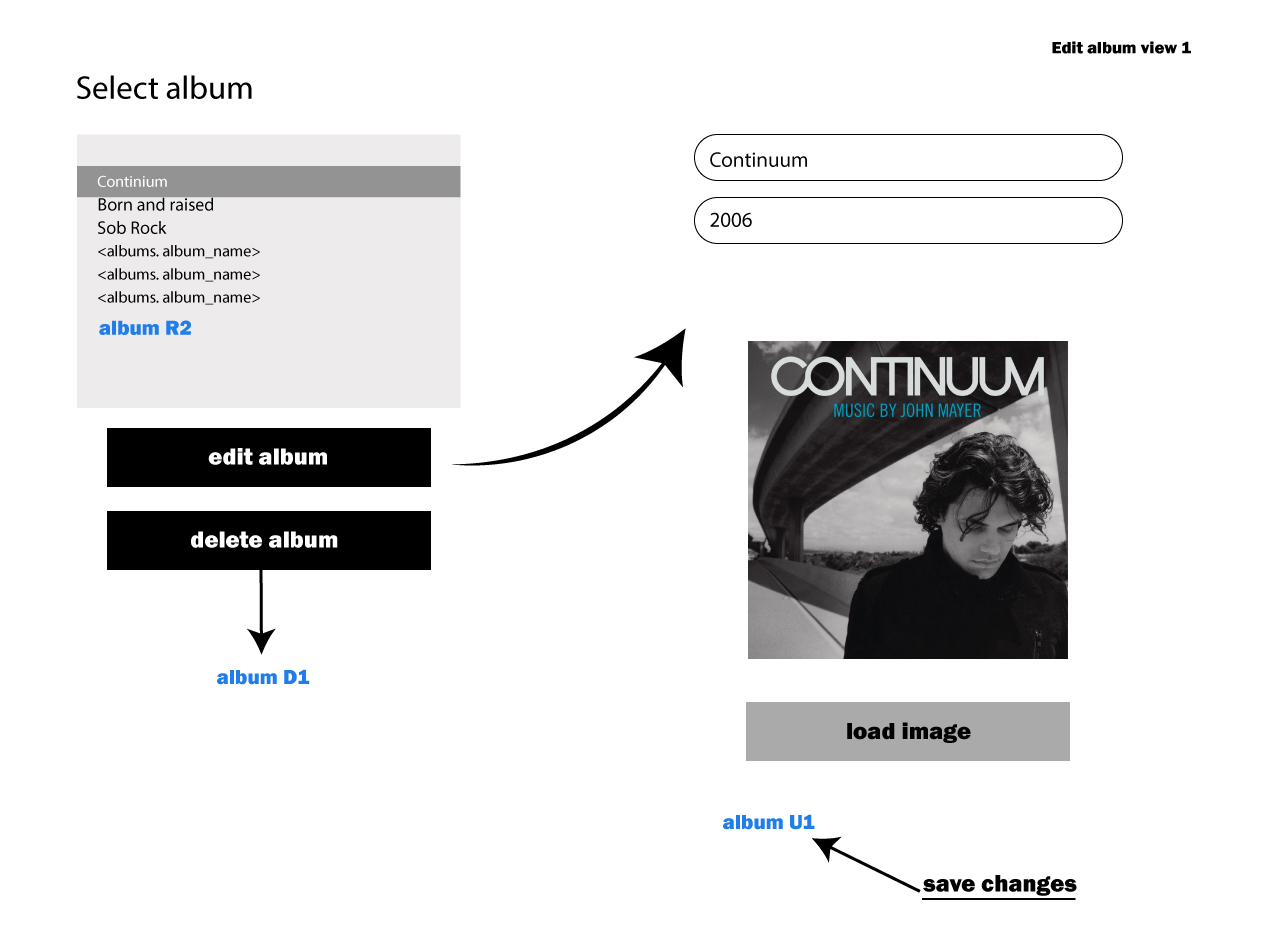 Edit album view 1
Select album
Continium
Born and raised
Sob Rock
<albums. album_name>
<albums. album_name>
<albums. album_name>
album R2
edit album
delete album
album D1
Continuum
2006
CONTINUUM
MUSIC BY JOHN MAYER
load image
album U1
save changes